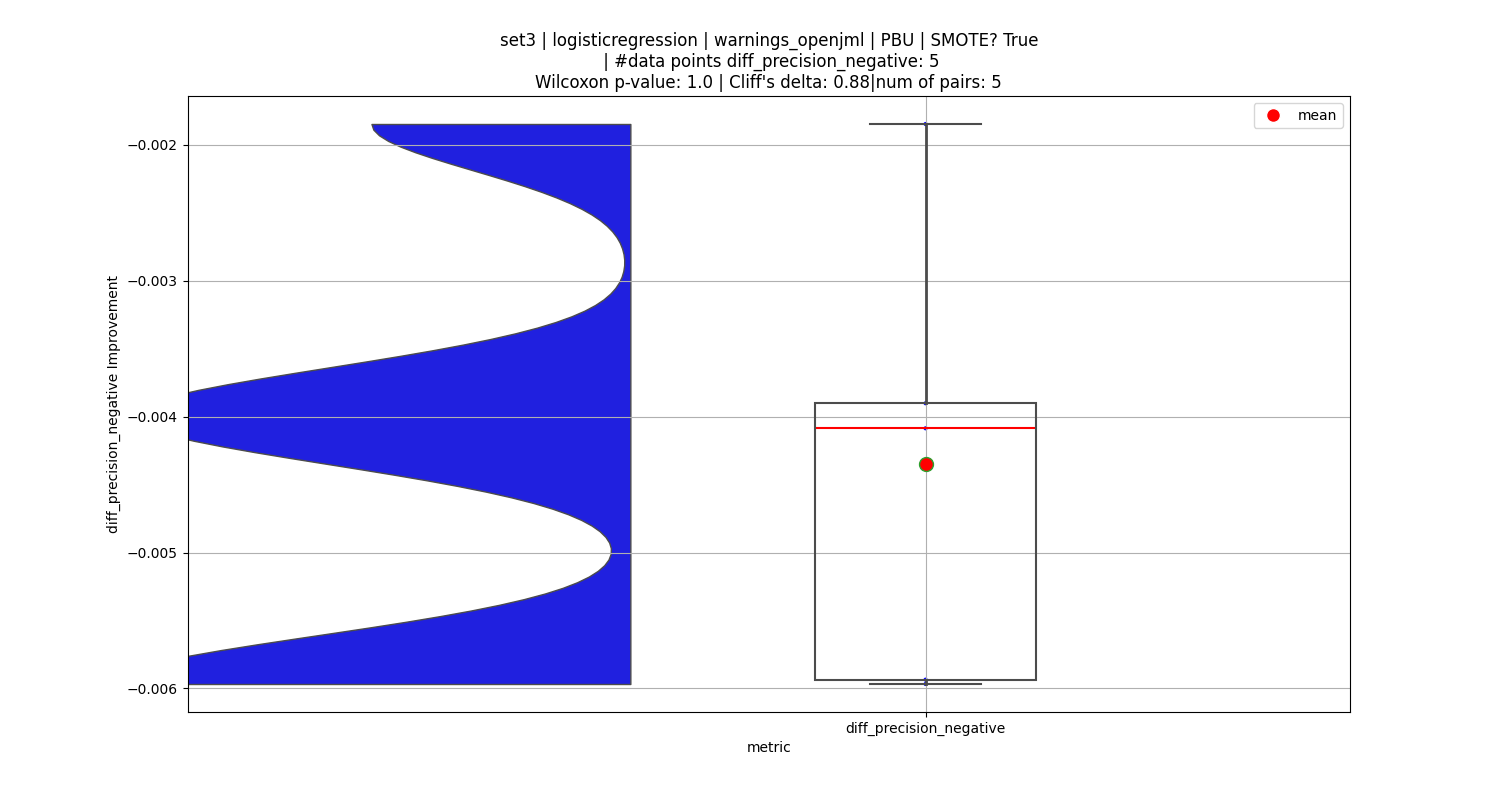 set3 | logisticregression | warnings_openjml | PBU | SMOTE? True
| #data points diff_precision_negative: 5
Wilcoxon p-value: 1.0 | Cliff's delta: 0.88|num of pairs: 5
mean
−0.002
−0.003
−0.004
−0.005
−0.006
diff_precision_negative Improvement
diff_precision_negative
metric